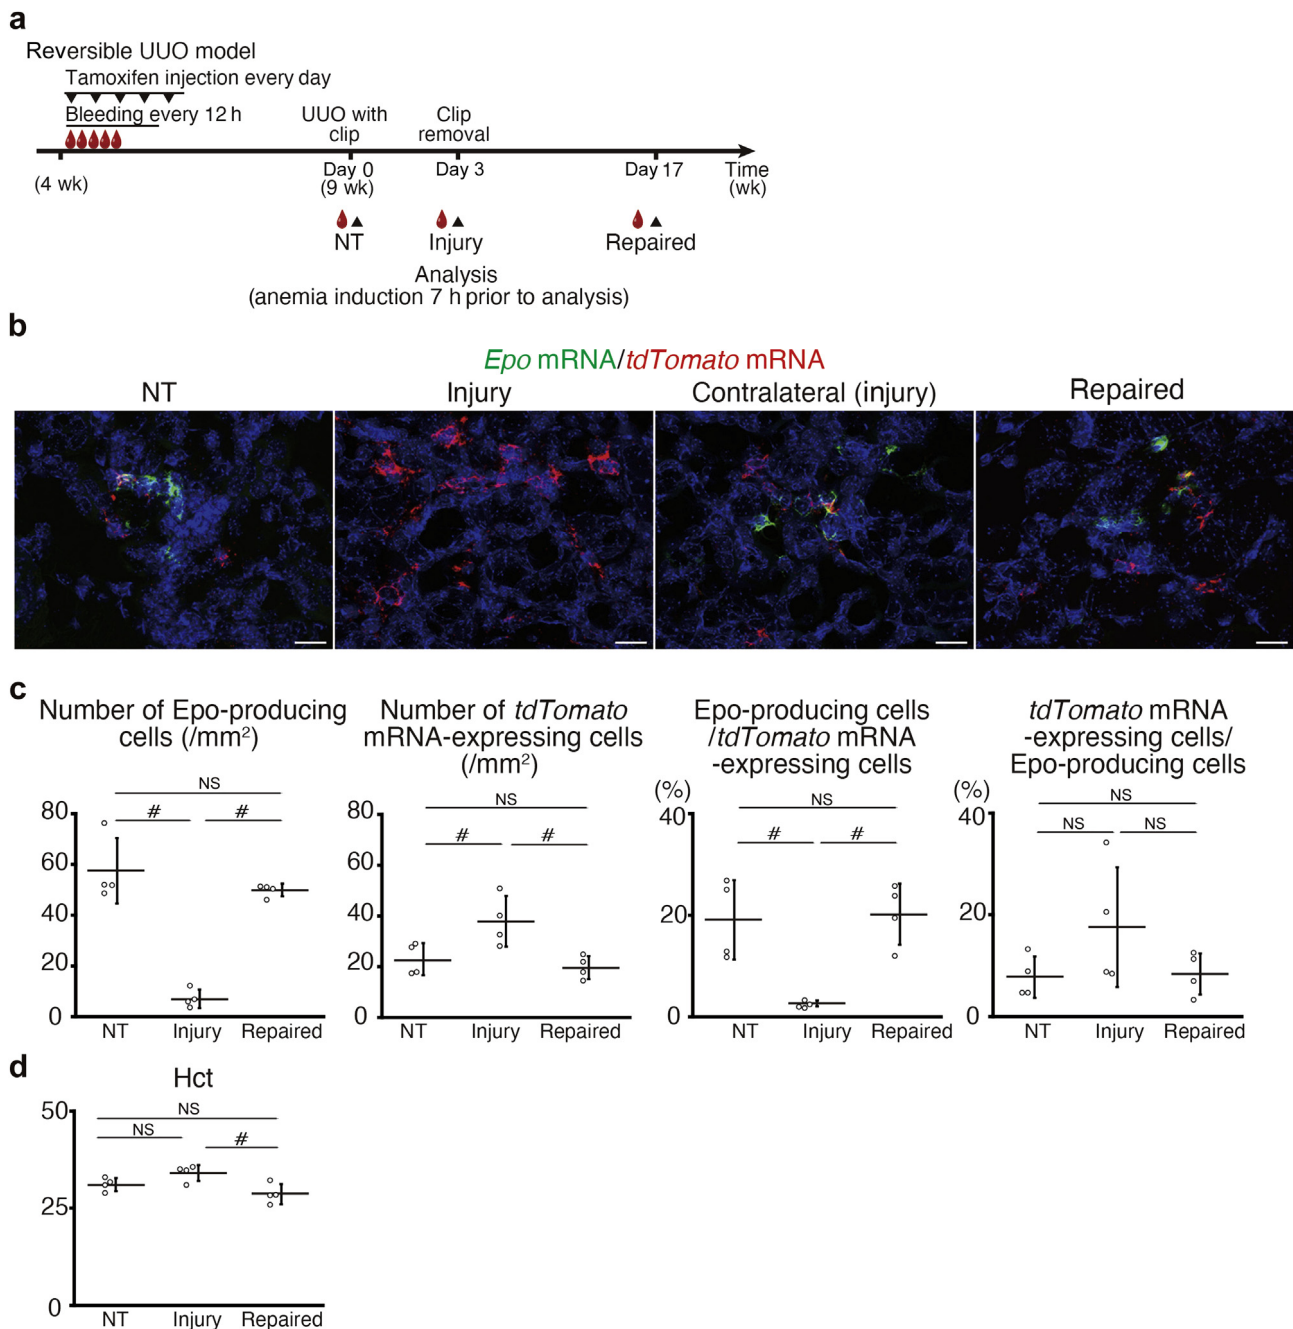 a
Reversible UUO model
Tamoxifen injection every day
Bleeding every 12 h
UUO with clip
Clip removal
(4 wk)
Day 0
(9 wk)
Day 3
Day 17
Time
(wk)
NT
Injury
Repaired
Analysis
(anemia induction 7 h prior to analysis)
b
Epo mRNA/tdTomato mRNA
NT
Injury
Contralateral (injury)
Repaired
c
Number of Epo-producing
cells (/mm²)
NS
#
#
80
60
40
20
0
NT
Injury
Repaired
Number of tdTomato
mRNA-expressing cells
(/mm²)
NS
#
#
80
60
40
20
0
NT
Injury
Repaired
Epo-producing cells
/tdTomato mRNA
-expressing cells
(%)
NS
#
#
40
20
0
NT
Injury
Repaired
tdTomato mRNA
-expressing cells/
Epo-producing cells
(%)
NS
NS
NS
40
20
0
NT
Injury
Repaired
d
Hct
NS
NS
#
50
25
0
NT
Injury
Repaired